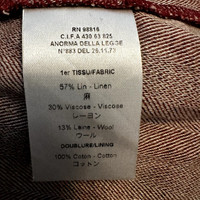 RN 98818
C.I.F A 430 63 825
ANORMA DELLA LEGGE
N°883 DEL 26.11.73
1er TISSU/FABRIC
57% Lin - Linen
麻
30% Viscose - Viscose
レーヨン
13% Laine - Wool
ウール
DOUBLURE/LINING
100% Coton - Cotton
コットン